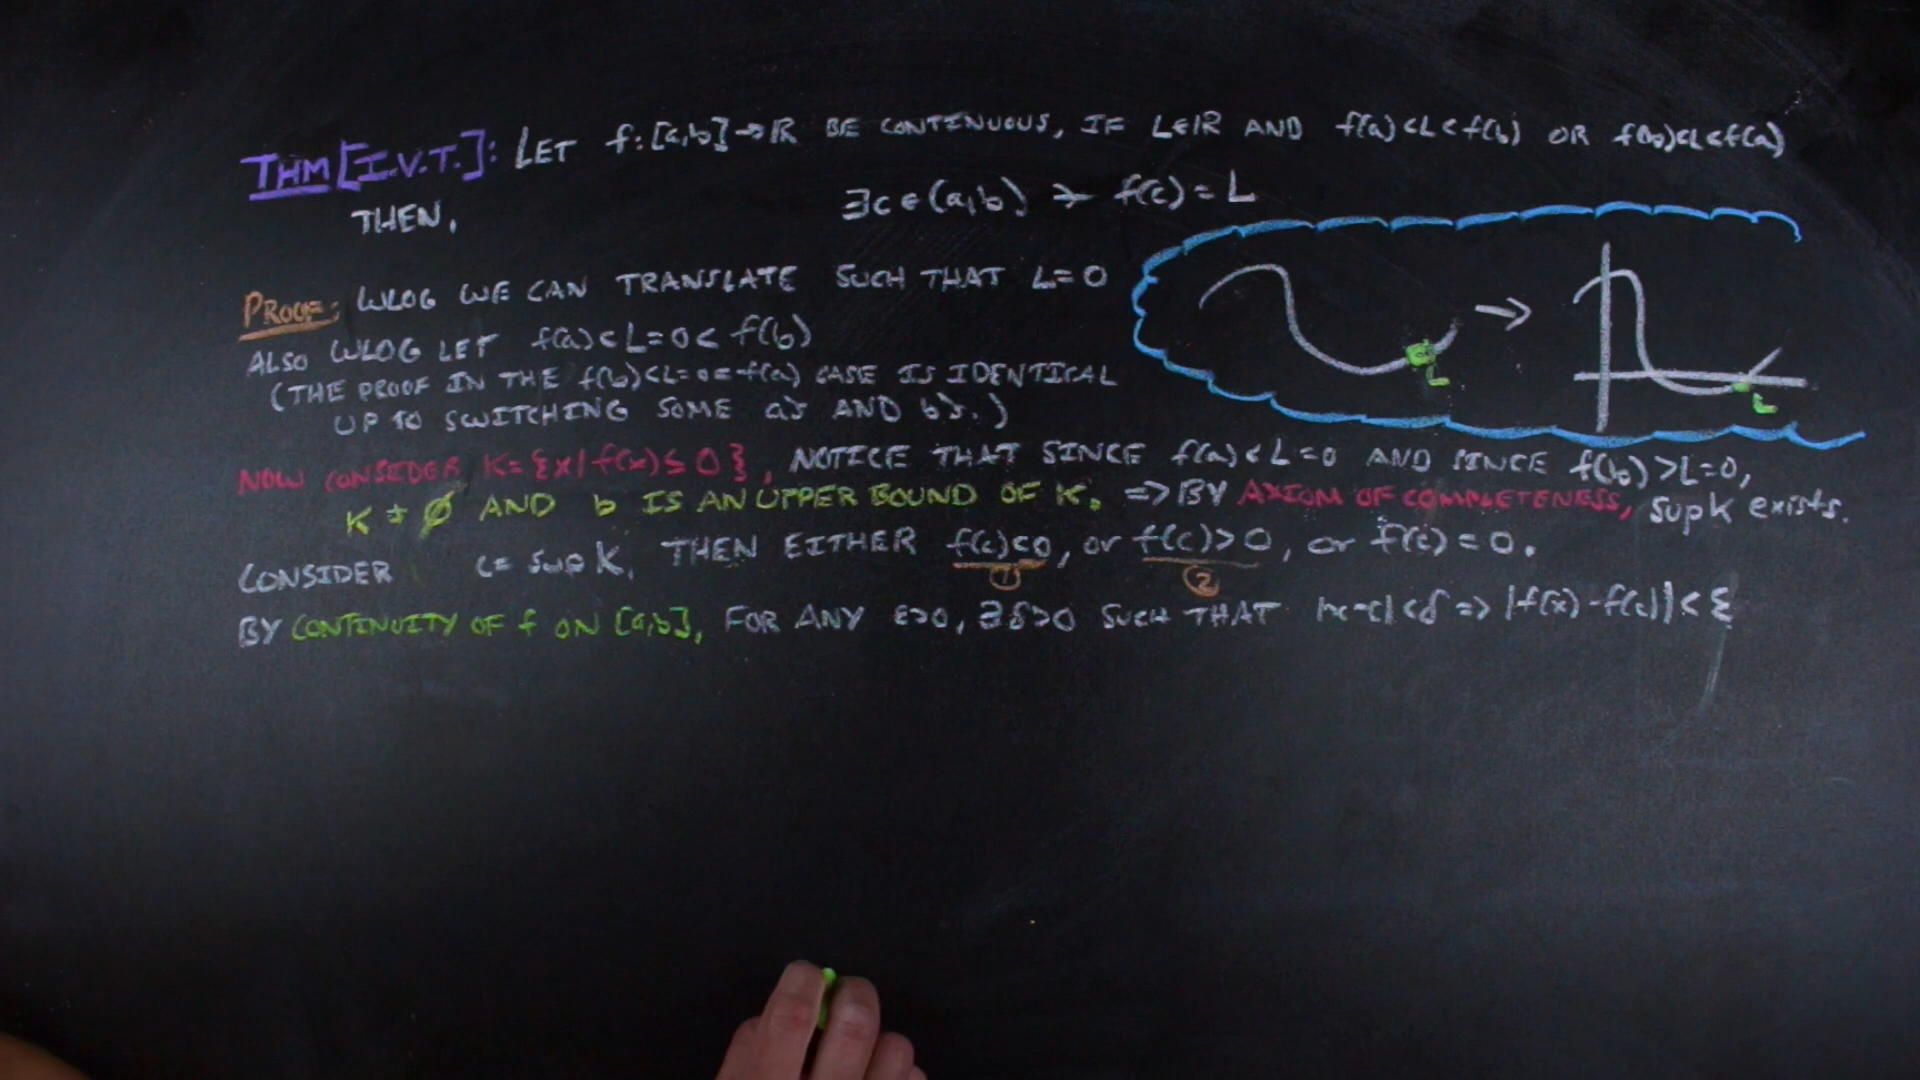 THM [I.V.T.]: LET f:[a,b]→ℝ BE CONTINUOUS, IF L∈ℝ AND f(a)<L<f(b) OR f(b)<L<f(a)
THEN, ∃c∈(a,b) ∋ f(c)=L
PROOF: WLOG WE CAN TRANSLATE SUCH THAT L=0
ALSO WLOG LET f(a)<L=0<f(b)
(THE PROOF IN THE f(b)<L=0<f(a) CASE IS IDENTICAL
UP TO SWITCHING SOME a's AND b's.)
L
L
NOW CONSIDER K={x|f(x)≤0}, NOTICE THAT SINCE f(a)<L=0 AND SINCE f(b)>L=0,
K≠∅ AND b IS AN UPPER BOUND OF K. => BY AXIOM OF COMPLETENESS, sup K exists.
CONSIDER c= sup K, THEN EITHER f(c)<0, or f(c)>0, or f(c)=0.
① ②
BY CONTINUITY OF f ON [a,b], FOR ANY ε>0, ∃δ>0 SUCH THAT |x-c|<δ => |f(x)-f(c)|<ε